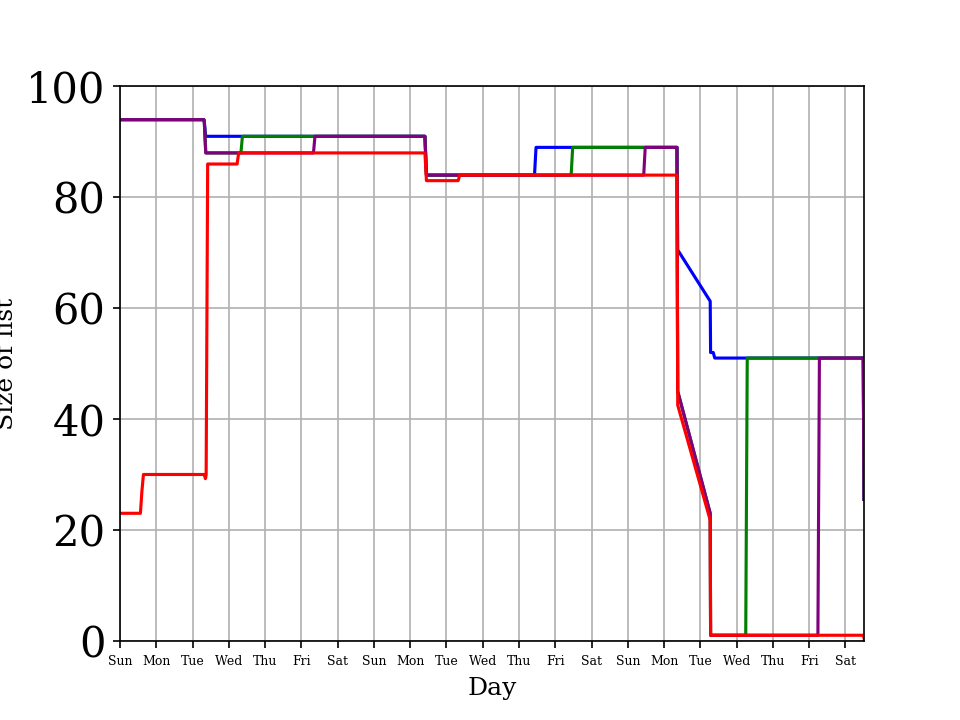 100
80
60
40
20
0
Size of list
Sun Mon Tue Wed Thu Fri Sat Sun Mon Tue Wed Thu Fri Sat Sun Mon Tue Wed Thu Fri Sat
Day